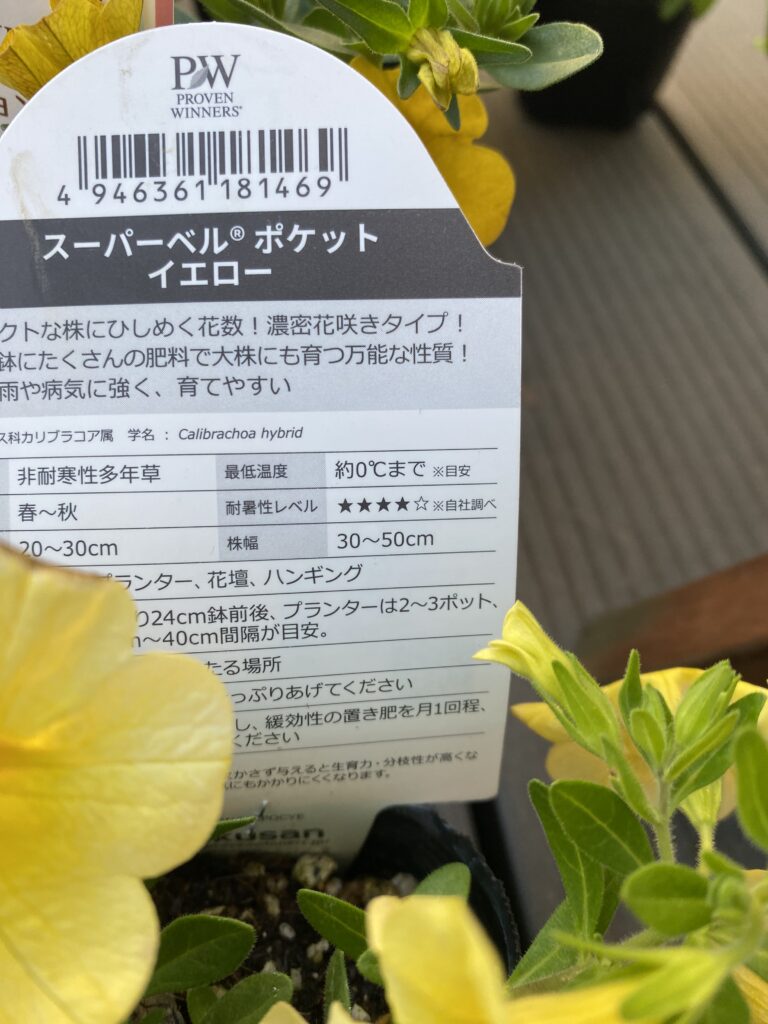 PW
PROVEN
WINNERS®
4 946361 181469
スーパーベル® ポケット
イエロー
クトな株にひしめく花数！濃密花咲きタイプ！
鉢にたくさんの肥料で大株にも育つ万能な性質！
雨や病気に強く、育てやすい
ス科カリブラコア属 学名 : Calibrachoa hybrid
非耐寒性多年草 最低温度 約0℃まで ※目安
春～秋 耐暑性レベル ★★★★☆ ※自社調べ
20～30cm 株幅 30～50cm
プランター、花壇、ハンギング
り24cm鉢前後、プランターは2～3ポット、
～40cm間隔が目安。
たる場所
っぷりあげてください
し、緩効性の置き肥を月1回程、
ください
かさず与えると生育力・分枝性が高くな
にもかかりにくくなります。
kusan